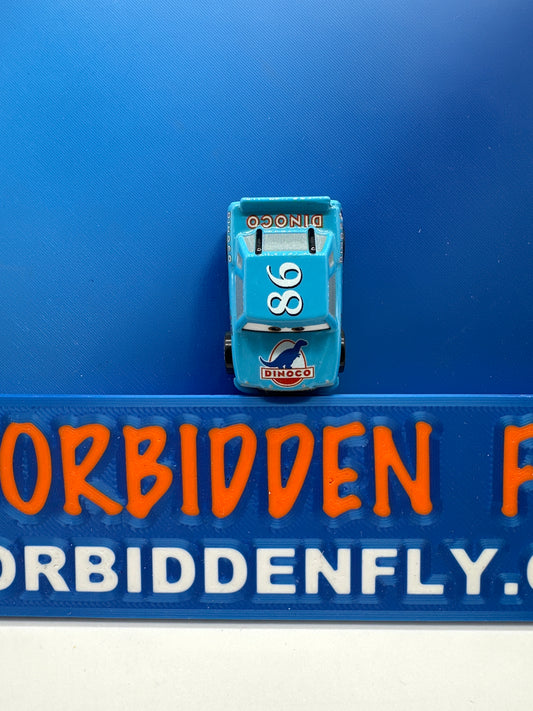 DINOCO
86
DINOCO
ORBIDDEN F
ORBIDDENFLY.